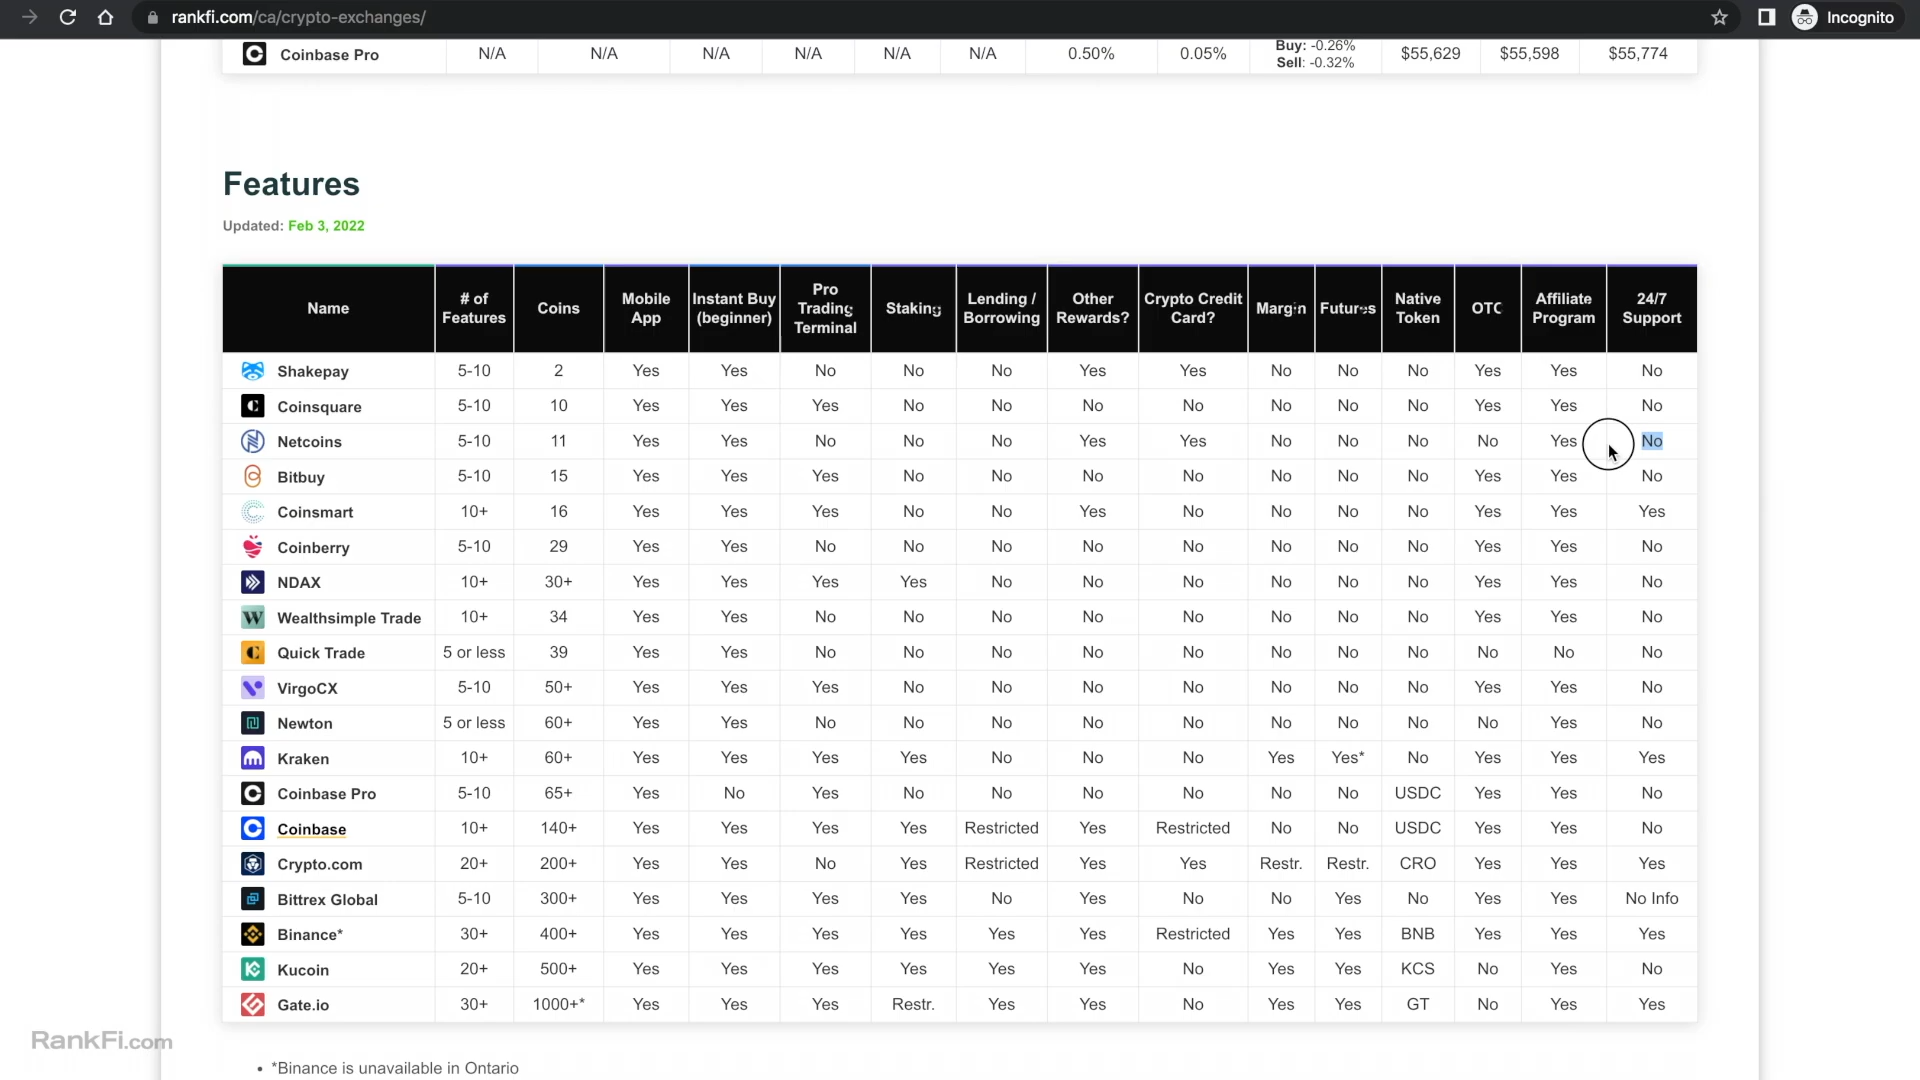 rankfi.com/ca/crypto-exchanges/ Incognito
Coinbase Pro N/A N/A N/A N/A N/A N/A 0.50% 0.05% Buy: -0.26% Sell: -0.32% $55,629 $55,598 $55,774
Features
Updated: Feb 3, 2022
Name # of Features Coins Mobile App Instant Buy (beginner) Pro Trading Terminal Staking Lending / Borrowing Other Rewards? Crypto Credit Card? Margin Futures Native Token OTC Affiliate Program 24/7 Support
Shakepay 5-10 2 Yes Yes No No No Yes Yes No No No Yes Yes No
Coinsquare 5-10 10 Yes Yes Yes No No No No No No No Yes Yes No
Netcoins 5-10 11 Yes Yes No No No Yes Yes No No No No Yes No
Bitbuy 5-10 15 Yes Yes Yes No No No No No No No Yes Yes No
Coinsmart 10+ 16 Yes Yes Yes No No Yes No No No No Yes Yes Yes
Coinberry 5-10 29 Yes Yes No No No No No No No No Yes Yes No
NDAX 10+ 30+ Yes Yes Yes Yes No No No No No No Yes Yes No
Wealthsimple Trade 10+ 34 Yes Yes No No No No No No No No Yes Yes No
Quick Trade 5 or less 39 Yes Yes No No No No No No No No No No No
VirgoCX 5-10 50+ Yes Yes Yes No No No No No No No Yes Yes No
Newton 5 or less 60+ Yes Yes No No No No No No No No No Yes No
Kraken 10+ 60+ Yes Yes Yes Yes No No No Yes Yes* No Yes Yes Yes
Coinbase Pro 5-10 65+ Yes No Yes No No No No No No USDC Yes Yes No
Coinbase 10+ 140+ Yes Yes Yes Yes Restricted Yes Restricted No No USDC Yes Yes No
Crypto.com 20+ 200+ Yes Yes No Yes Restricted Yes Yes Restr. Restr. CRO Yes Yes Yes
Bittrex Global 5-10 300+ Yes Yes Yes Yes No Yes No No Yes No Yes Yes No Info
Binance* 30+ 400+ Yes Yes Yes Yes Yes Yes Restricted Yes Yes BNB Yes Yes Yes
Kucoin 20+ 500+ Yes Yes Yes Yes Yes Yes No Yes Yes KCS No Yes No
Gate.io 30+ 1000+* Yes Yes Yes Restr. Yes Yes No Yes Yes GT No Yes Yes
RankFi.com
• *Binance is unavailable in Ontario